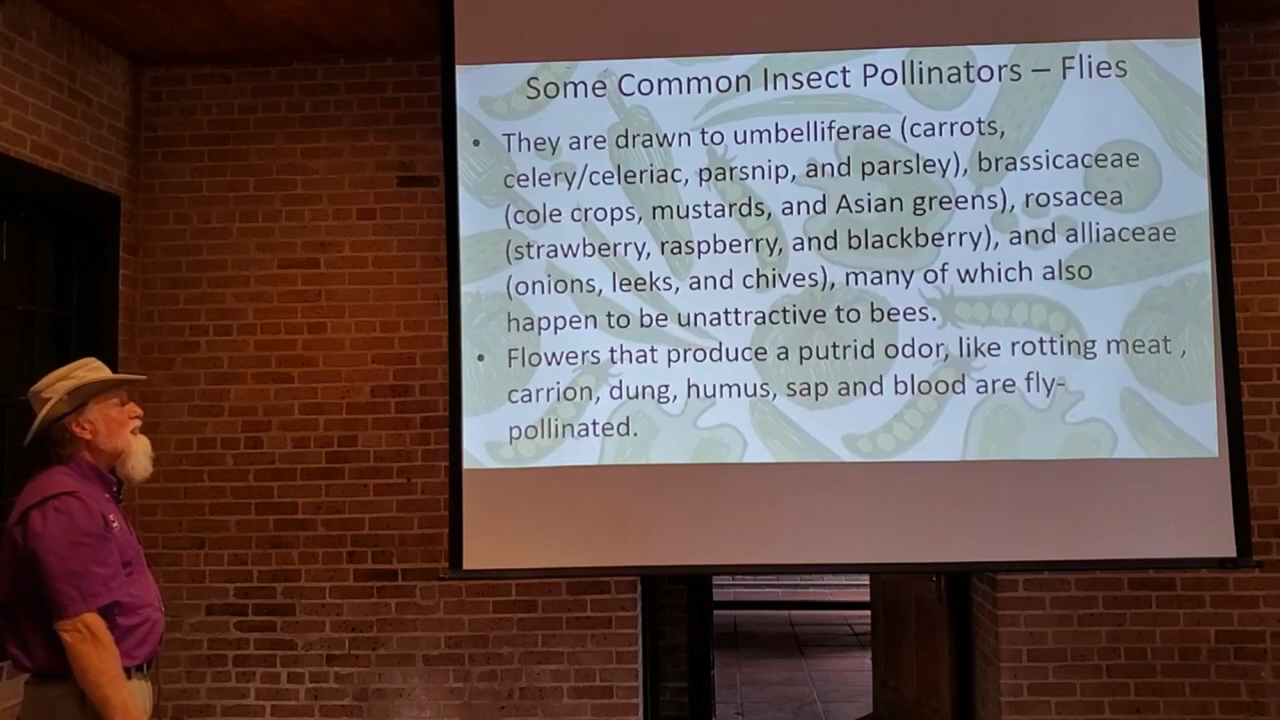 Some Common Insect Pollinators – Flies
• They are drawn to umbelliferae (carrots,
celery/celeriac, parsnip, and parsley), brassicaceae
(cole crops, mustards, and Asian greens), rosacea
(strawberry, raspberry, and blackberry), and alliaceae
(onions, leeks, and chives), many of which also
happen to be unattractive to bees.
• Flowers that produce a putrid odor, like rotting meat ,
carrion, dung, humus, sap and blood are fly-
pollinated.